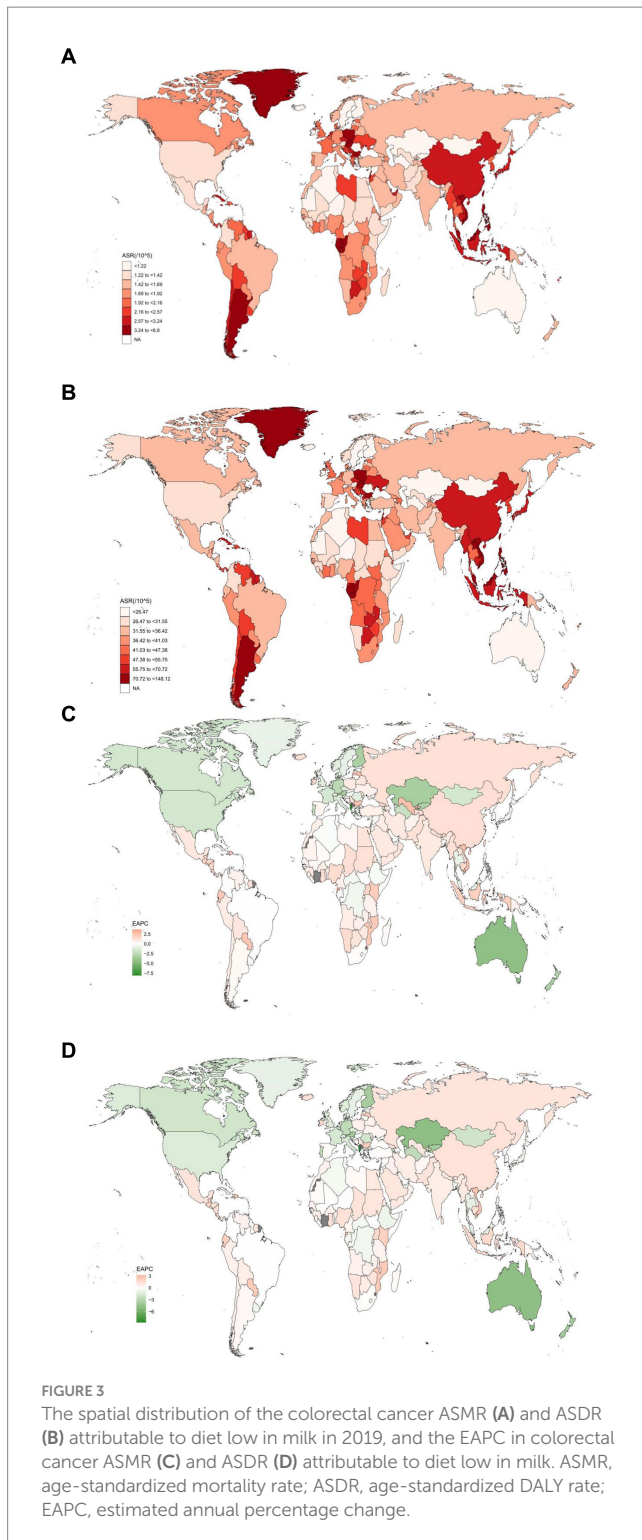 A
ASR(/10^5)
<1.22
1.22 to <1.42
1.42 to <1.69
1.69 to <1.92
1.92 to <2.16
2.16 to <2.57
2.57 to <3.24
3.24 to <6.8
NA
B
ASR(/10^5)
<26.47
26.47 to <31.55
31.55 to <36.42
36.42 to <41.03
41.03 to <47.38
47.38 to <55.75
55.75 to <70.72
70.72 to <148.12
NA
C
EAPC
2.5
0.0
−2.5
−5.0
−7.5
D
EAPC
3
0
−3
−6
FIGURE 3
The spatial distribution of the colorectal cancer ASMR (A) and ASDR
(B) attributable to diet low in milk in 2019, and the EAPC in colorectal
cancer ASMR (C) and ASDR (D) attributable to diet low in milk. ASMR,
age-standardized mortality rate; ASDR, age-standardized DALY rate;
EAPC, estimated annual percentage change.